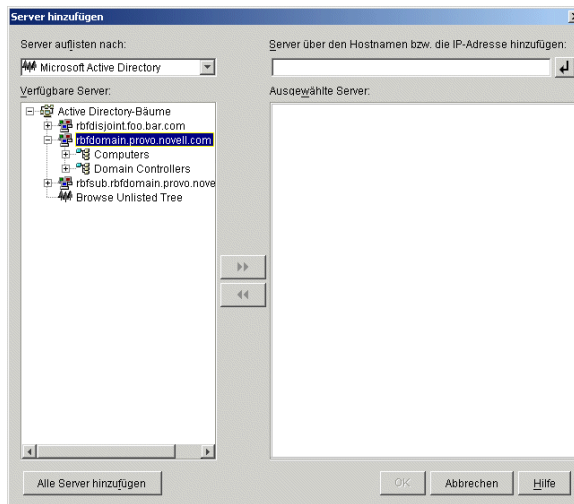 Server hinzufügen
Server auflisten nach:
Server über den Hostnamen bzw. die IP-Adresse hinzufügen:
Microsoft Active Directory
Verfügbare Server:
Ausgewählte Server:
Active Directory-Bäume
rbfdisjoint.foo.bar.com
rbfdomain.provo.novell.com
Computers
Domain Controllers
rbfsub.rbfdomain.provo.nove
Browse Unlisted Tree
Alle Server hinzufügen
OK
Abbrechen
Hilfe